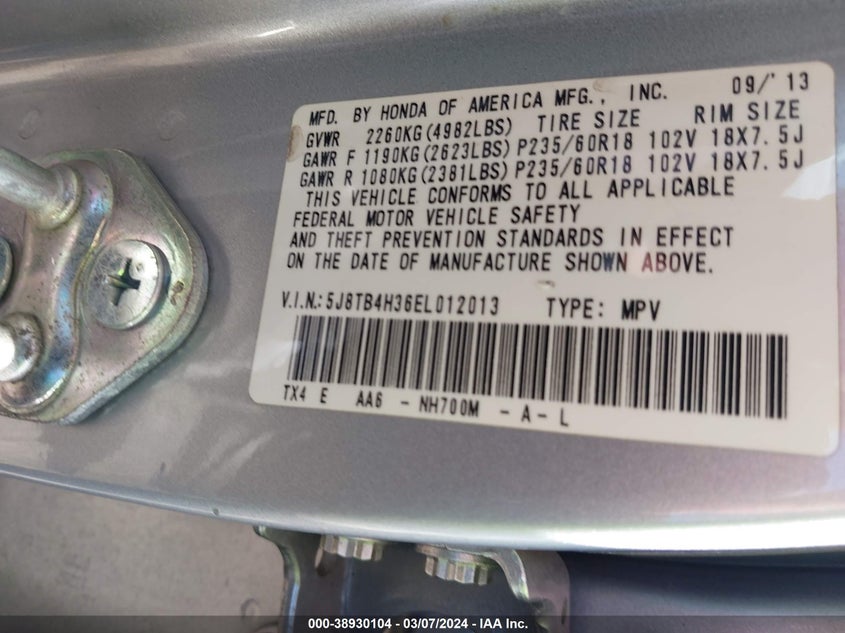 MFD. BY HONDA OF AMERICA MFG., INC. 09/'13
GVWR 2260KG(4982LBS) TIRE SIZE RIM SIZE
GAWR F 1190KG(2623LBS) P235/60R18 102V 18X7.5J
GAWR R 1080KG(2381LBS) P235/60R18 102V 18X7.5J
THIS VEHICLE CONFORMS TO ALL APPLICABLE
FEDERAL MOTOR VEHICLE SAFETY
AND THEFT PREVENTION STANDARDS IN EFFECT
ON THE DATE OF MANUFACTURE SHOWN ABOVE.
V.I.N.: 5J8TB4H36EL012013 TYPE: MPV
TX4 E AA6 - NH700M - A - L
000-38930104 — 03/07/2024 — IAA Inc.